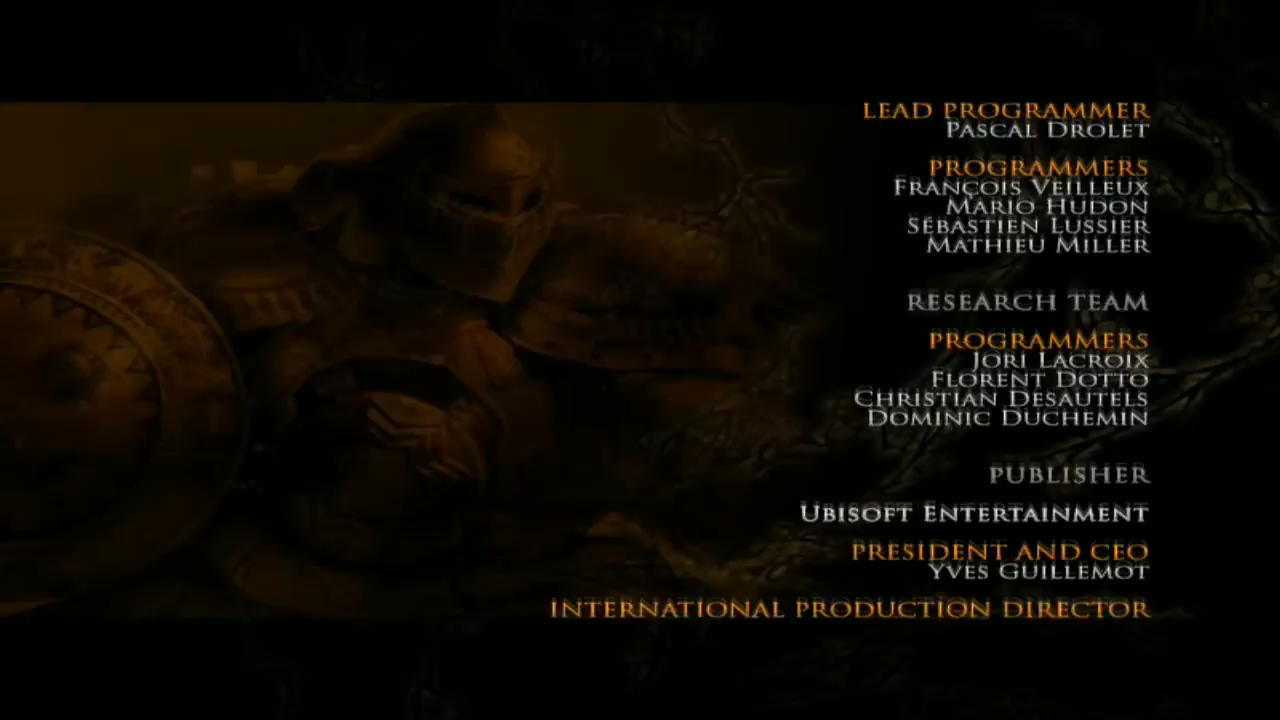 LEAD PROGRAMMER
PASCAL DROLET
PROGRAMMERS
FRANÇOIS VEILLEUX
MARIO HUDON
SÉBASTIEN LUSSIER
MATHIEU MILLER
RESEARCH TEAM
PROGRAMMERS
JORI LACROIX
FLORENT DOTTO
CHRISTIAN DESAUTELS
DOMINIC DUCHEMIN
PUBLISHER
UBISOFT ENTERTAINMENT
PRESIDENT AND CEO
YVES GUILLEMOT
INTERNATIONAL PRODUCTION DIRECTOR